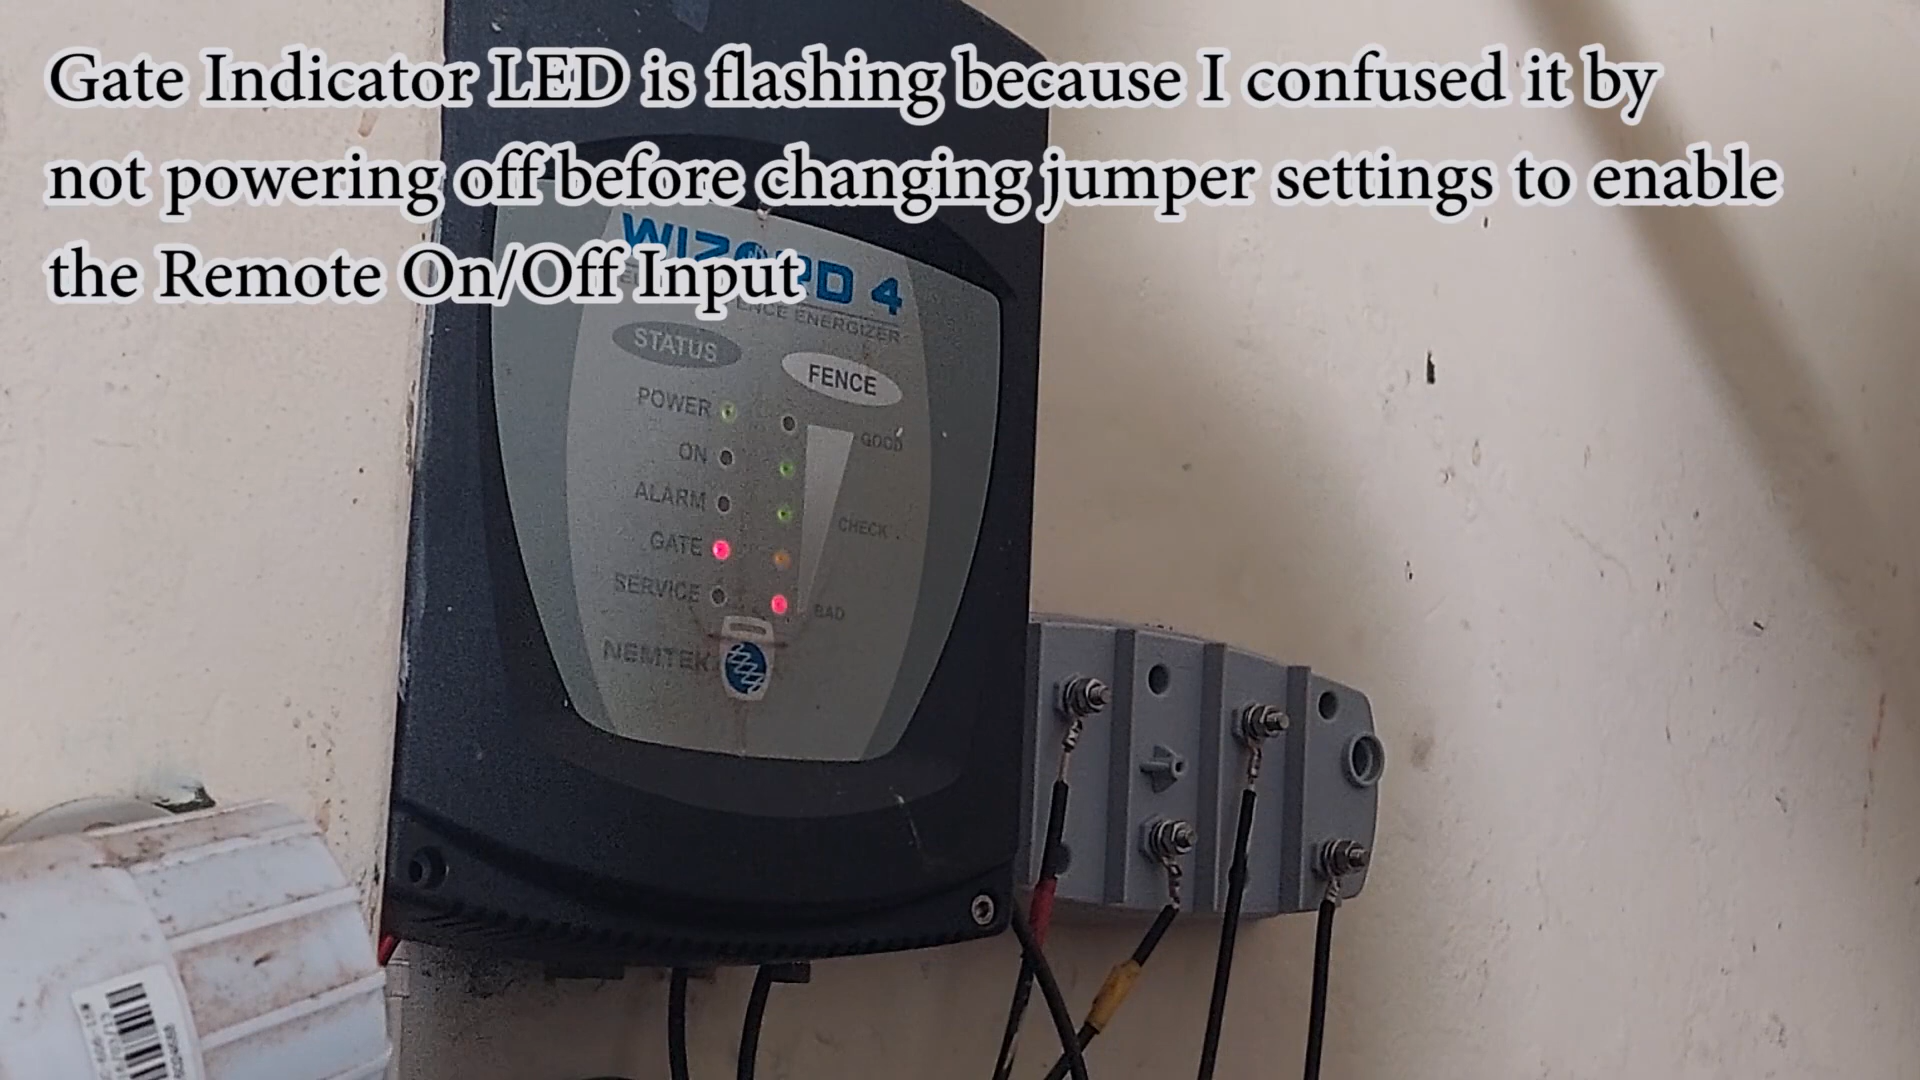 Gate Indicator LED is flashing because I confused it by
not powering off before changing jumper settings to enable
the Remote On/Off Input
4
FENCE ENERGIZER
STATUS
FENCE
POWER
GOOD
ON
ALARM
CHECK
GATE
SERVICE
BAD
NEMTEK